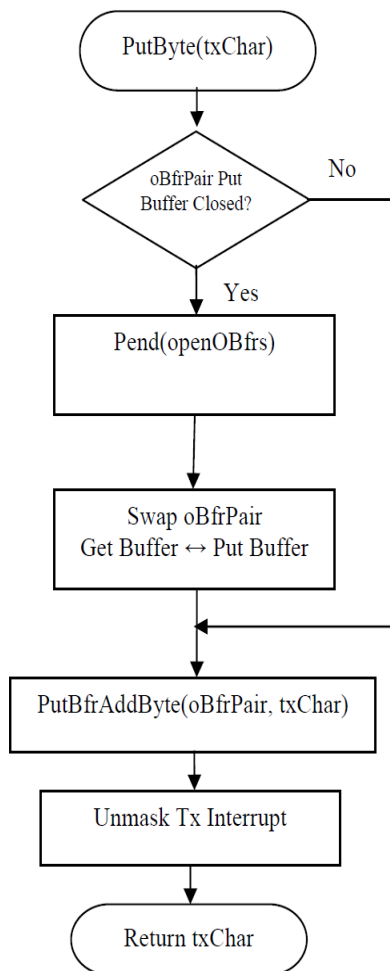 PutByte(txChar)
oBfrPair Put
Buffer Closed?
No
Yes
Pend(openOBfrs)
Swap oBfrPair
Get Buffer ↔ Put Buffer
PutBfrAddByte(oBfrPair, txChar)
Unmask Tx Interrupt
Return txChar